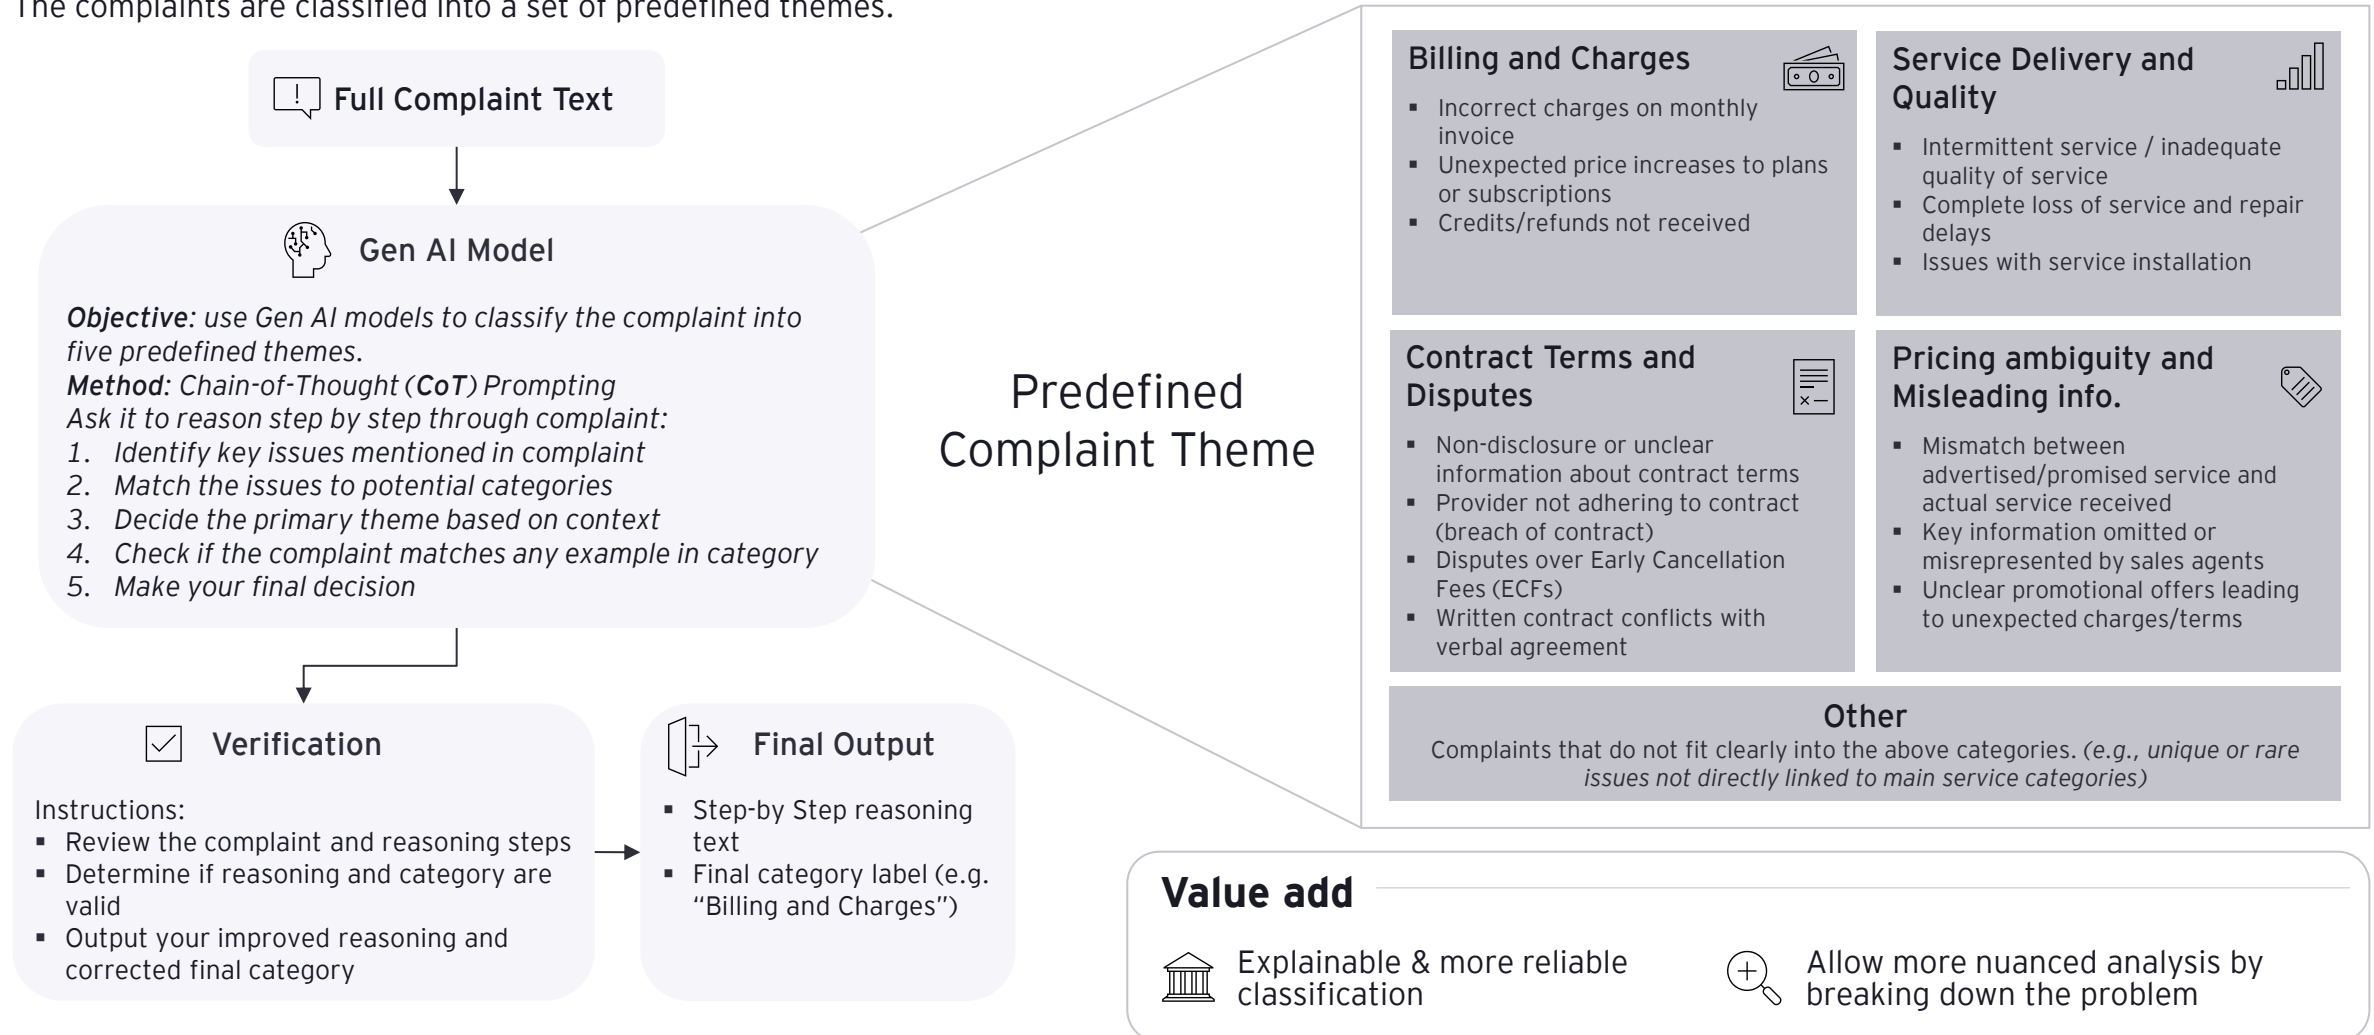 The complaints are classified into a set of predefined themes.
Full Complaint Text
Gen AI Model
Objective: use Gen AI models to classify the complaint into
five predefined themes.
Method: Chain-of-Thought (CoT) Prompting
Ask it to reason step by step through complaint:
1. Identify key issues mentioned in complaint
2. Match the issues to potential categories
3. Decide the primary theme based on context
4. Check if the complaint matches any example in category
5. Make your final decision
Verification
Instructions:
▪ Review the complaint and reasoning steps
▪ Determine if reasoning and category are
valid
▪ Output your improved reasoning and
corrected final category
Final Output
▪ Step-by Step reasoning
text
▪ Final category label (e.g.
“Billing and Charges”)
Predefined
Complaint Theme
Billing and Charges
▪ Incorrect charges on monthly
invoice
▪ Unexpected price increases to plans
or subscriptions
▪ Credits/refunds not received
Service Delivery and
Quality
▪ Intermittent service / inadequate
quality of service
▪ Complete loss of service and repair
delays
▪ Issues with service installation
Contract Terms and
Disputes
▪ Non-disclosure or unclear
information about contract terms
▪ Provider not adhering to contract
(breach of contract)
▪ Disputes over Early Cancellation
Fees (ECFs)
▪ Written contract conflicts with
verbal agreement
Pricing ambiguity and
Misleading info.
▪ Mismatch between
advertised/promised service and
actual service received
▪ Key information omitted or
misrepresented by sales agents
▪ Unclear promotional offers leading
to unexpected charges/terms
Other
Complaints that do not fit clearly into the above categories. (e.g., unique or rare
issues not directly linked to main service categories)
Value add
Explainable & more reliable
classification
Allow more nuanced analysis by
breaking down the problem